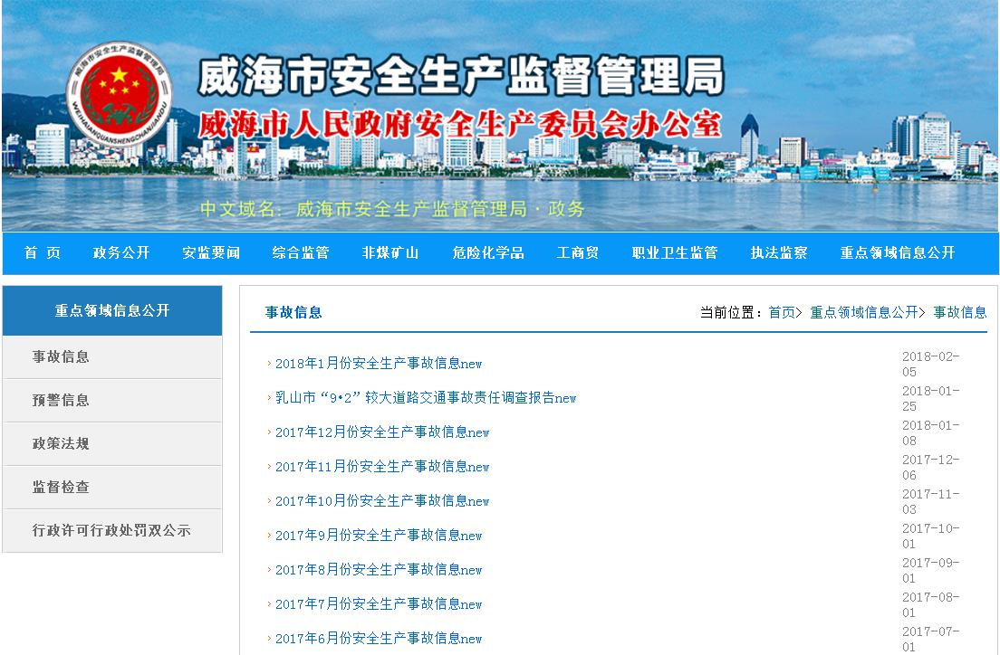 威海市安全生产监督管理局
WEIHAIANQUANSHENGCHANJIANDU
威海市安全生产监督管理局
威海市人民政府安全生产委员会办公室
中文域名：威海市安全生产监督管理局·政务
首 页 政务公开 安监要闻 综合监管 非煤矿山 危险化学品 工商贸 职业卫生监管 执法监察 重点领域信息公开
重点领域信息公开
事故信息
预警信息
政策法规
监督检查
行政许可行政处罚双公示
事故信息 当前位置：首页> 重点领域信息公开> 事故信息
2018年1月份安全生产事故信息new 2018-02-
05
乳山市“9•2”较大道路交通事故责任调查报告new 2018-01-
25
2017年12月份安全生产事故信息new 2018-01-
08
2017年11月份安全生产事故信息new 2017-12-
06
2017年10月份安全生产事故信息new 2017-11-
03
2017年9月份安全生产事故信息new 2017-10-
01
2017年8月份安全生产事故信息new 2017-09-
01
2017年7月份安全生产事故信息new 2017-08-
01
2017年6月份安全生产事故信息new 2017-07-
01